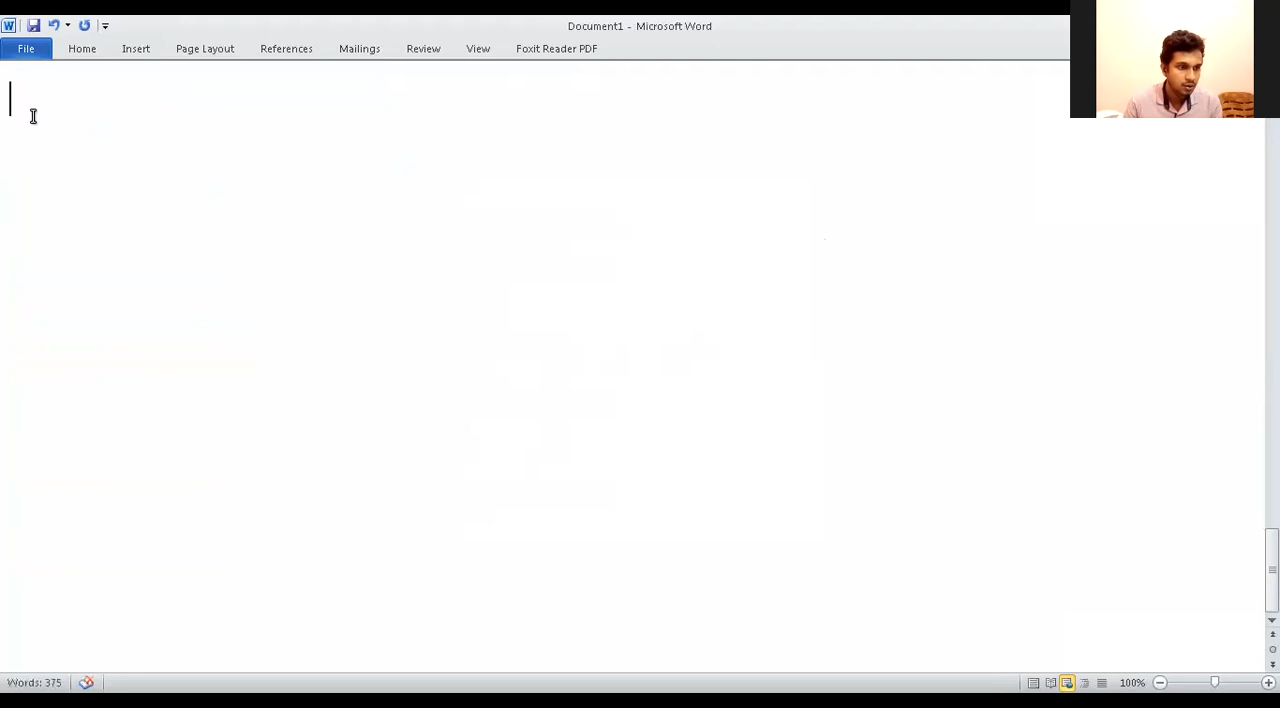 Document1 - Microsoft Word
File Home Insert Page Layout References Mailings Review View Foxit Reader PDF
Words: 375
100%